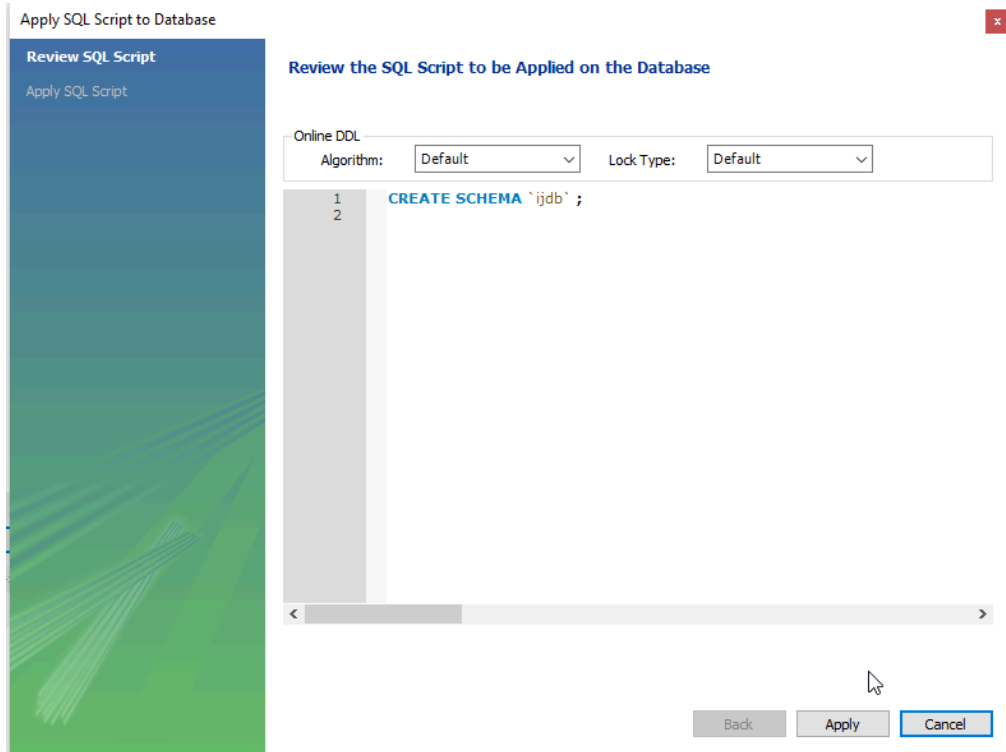 Apply SQL Script to Database
x
Review SQL Script
Apply SQL Script
Review the SQL Script to be Applied on the Database
Online DDL
Algorithm: Default Lock Type: Default
1 CREATE SCHEMA `ijdb` ;
2
Back Apply Cancel